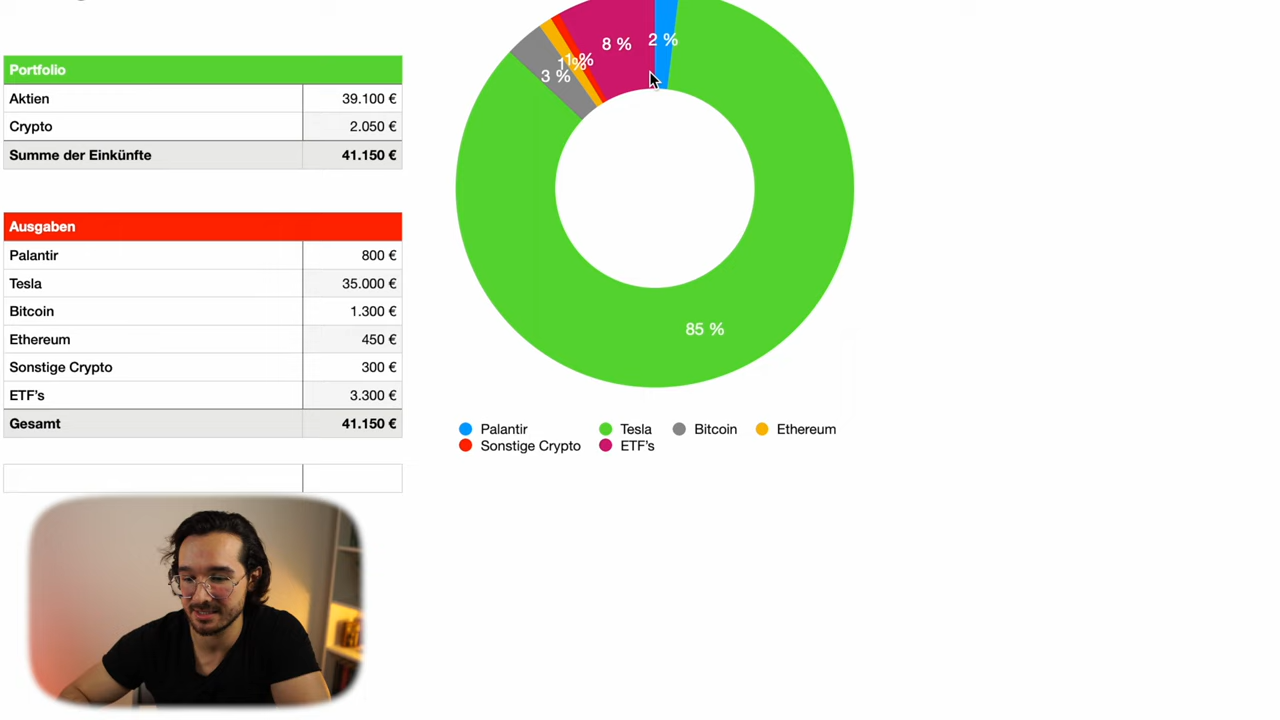 Portfolio
Aktien 39.100 €
Crypto 2.050 €
Summe der Einkünfte 41.150 €
Ausgaben
Palantir 800 €
Tesla 35.000 €
Bitcoin 1.300 €
Ethereum 450 €
Sonstige Crypto 300 €
ETF's 3.300 €
Gesamt 41.150 €
2 %
8 %
1 %
1 %
3 %
85 %
Palantir Tesla Bitcoin Ethereum
Sonstige Crypto ETF's